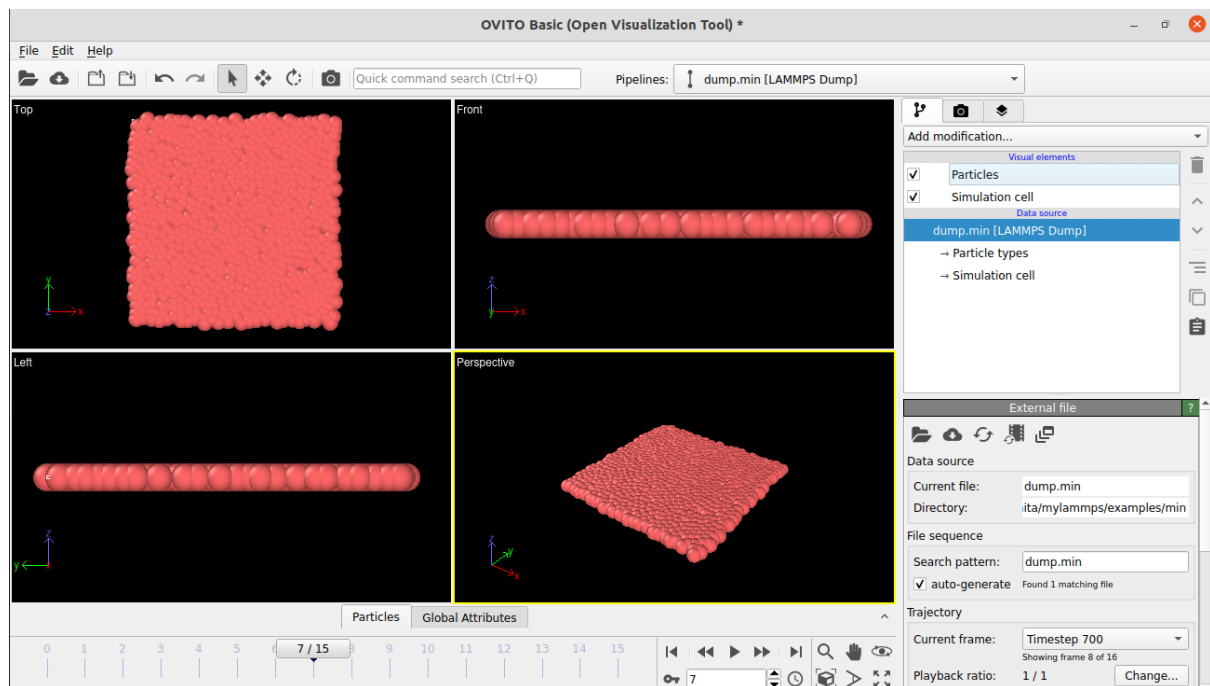 OVITO Basic (Open Visualization Tool) *
File Edit Help
Quick command search (Ctrl+Q)
Pipelines: dump.min [LAMMPS Dump]
Top
Front
y
x
z
z
y
x
Left
Perspective
z
y
x
z
y
x
Particles Global Attributes
0 1 2 3 4 5 6 7 / 15 8 9 10 11 12 13 14 15
7
Add modification...
Visual elements
Particles
Simulation cell
Data source
dump.min [LAMMPS Dump]
→ Particle types
→ Simulation cell
External file ?
Data source
Current file: dump.min
Directory: ita/mylammps/examples/min
File sequence
Search pattern: dump.min
auto-generate Found 1 matching file
Trajectory
Current frame: Timestep 700
Showing frame 8 of 16
Playback ratio: 1 / 1 Change...